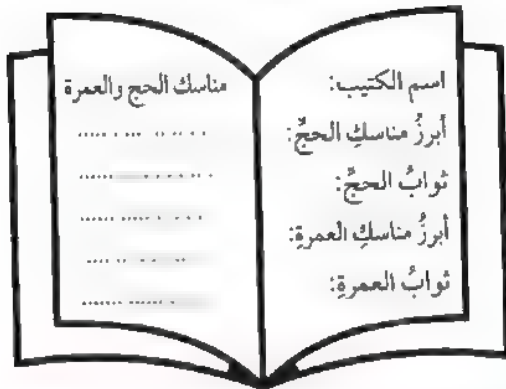 اسم الكتيب:
أبرزُ مناسكِ الحجِّ:
ثوابُ الحجِّ:
أبرزُ مناسكِ العمرةِ:
ثوابُ العمرةِ:
مناسك الحج والعمرة